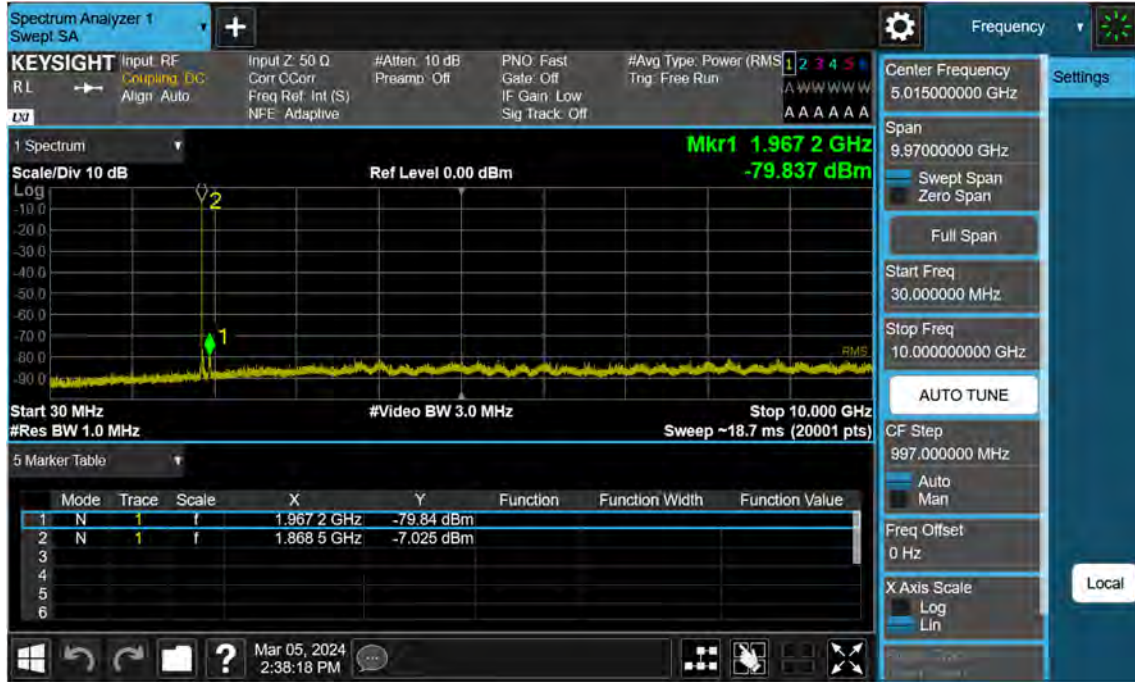 Spectrum Analyzer 1
Swept SA
+
Frequency
KEYSIGHT
RL
LXI
Input: RF
Coupling: DC
Align: Auto
Input Z: 50 Ω
Corr CCorr
Freq Ref: Int (S)
NFE: Adaptive
#Atten: 10 dB
Preamp: Off
PNO: Fast
Gate: Off
IF Gain: Low
Sig Track: Off
#Avg Type: Power (RMS
Trig: Free Run
1 2 3 4 5 6
A W W W W W
A A A A A A
1 Spectrum
Scale/Div 10 dB
Ref Level 0.00 dBm
Mkr1 1.967 2 GHz
-79.837 dBm
Log
-10.0
-20.0
-30.0
-40.0
-50.0
-60.0
-70.0
-80.0
-90.0
2
1
RMS
Start 30 MHz
#Video BW 3.0 MHz
Stop 10.000 GHz
#Res BW 1.0 MHz
Sweep ~18.7 ms (20001 pts)
5 Marker Table
Mode Trace Scale X Y Function Function Width Function Value
1 N 1 f 1.967 2 GHz -79.84 dBm
2 N 1 f 1.868 5 GHz -7.025 dBm
3
4
5
6
Center Frequency
5.015000000 GHz
Settings
Span
9.97000000 GHz
Swept Span
Zero Span
Full Span
Start Freq
30.000000 MHz
Stop Freq
10.000000000 GHz
AUTO TUNE
CF Step
997.000000 MHz
Auto
Man
Freq Offset
0 Hz
X Axis Scale
Log
Lin
Local
?
Mar 05, 2024
2:38:18 PM